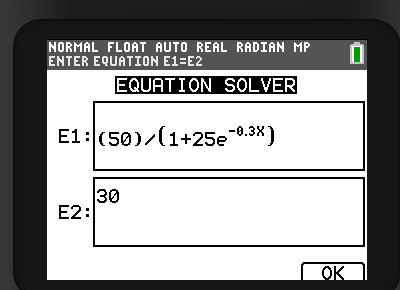 NORMAL FLOAT AUTO REAL RADIAN MP
ENTER EQUATION E1=E2
EQUATION SOLVER
E1: (50)/(1+25e^-0.3X)
E2: 30
OK